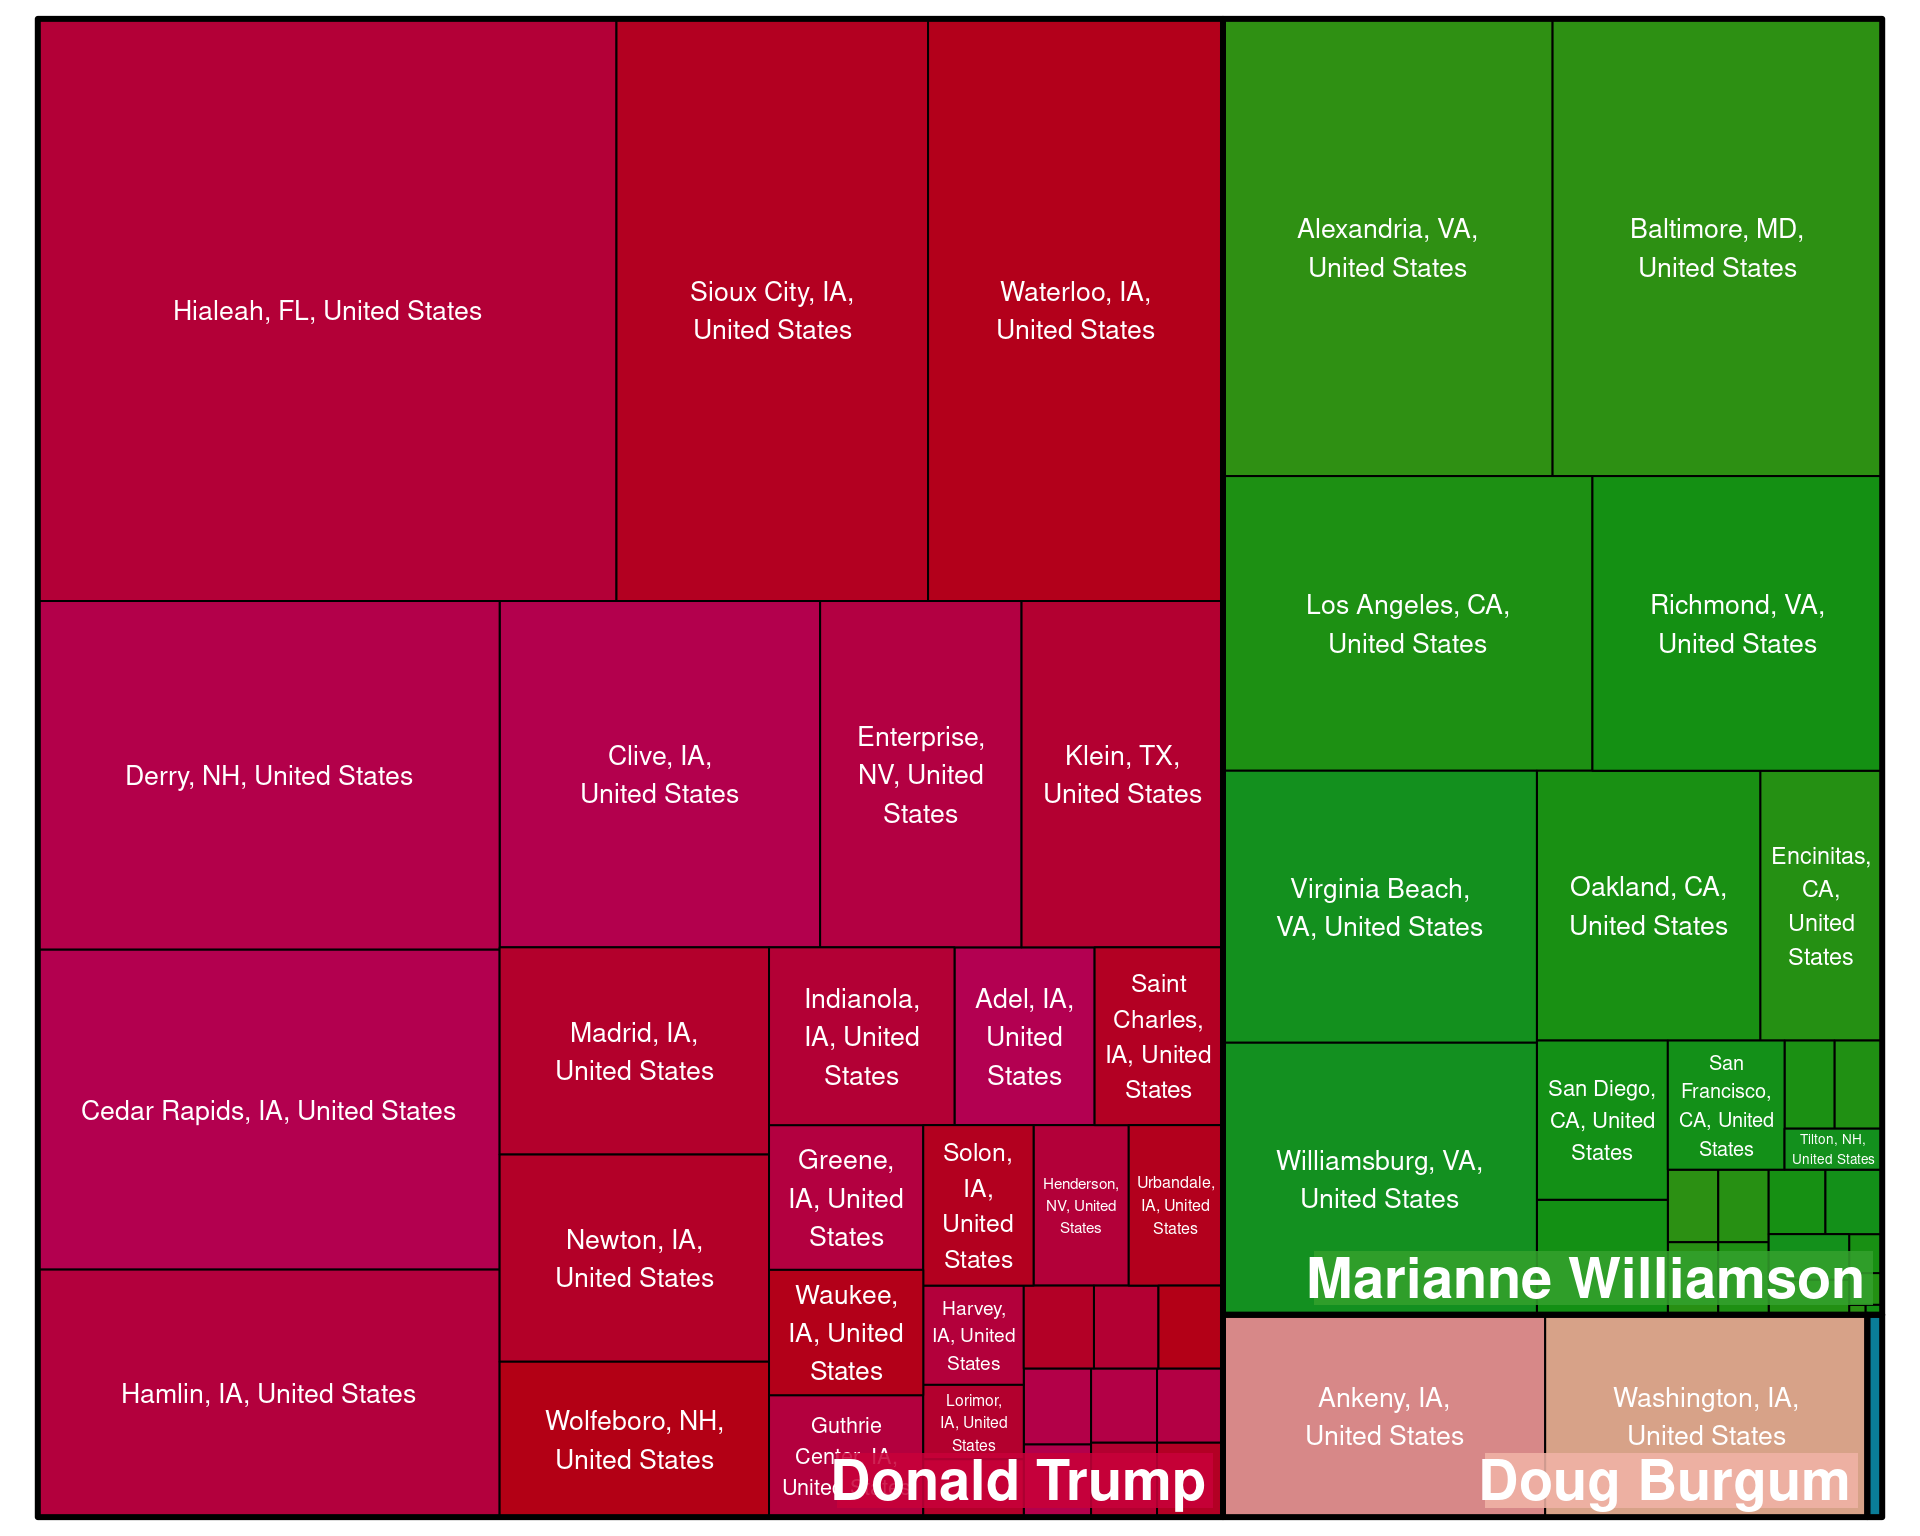 Hialeah, FL, United States
Sioux City, IA,
United States
Waterloo, IA,
United States
Derry, NH, United States
Clive, IA,
United States
Enterprise,
NV, United
States
Klein, TX,
United States
Cedar Rapids, IA, United States
Hamlin, IA, United States
Madrid, IA,
United States
Newton, IA,
United States
Wolfeboro, NH,
United States
Indianola,
IA, United
States
Adel, IA,
United
States
Saint
Charles,
IA, United
States
Greene,
IA, United
States
Solon,
IA,
United
States
Henderson,
NV, United
States
Urbandale,
IA, United
States
Waukee,
IA, United
States
Harvey,
IA, United
States
Guthrie
Center, IA,
United States
Lorimor,
IA, United
States
Donald Trump
Alexandria, VA,
United States
Baltimore, MD,
United States
Los Angeles, CA,
United States
Richmond, VA,
United States
Virginia Beach,
VA, United States
Oakland, CA,
United States
Encinitas,
CA,
United
States
Williamsburg, VA,
United States
San Diego,
CA, United
States
San
Francisco,
CA, United
States
Tilton, NH,
United States
Marianne Williamson
Ankeny, IA,
United States
Washington, IA,
United States
Doug Burgum